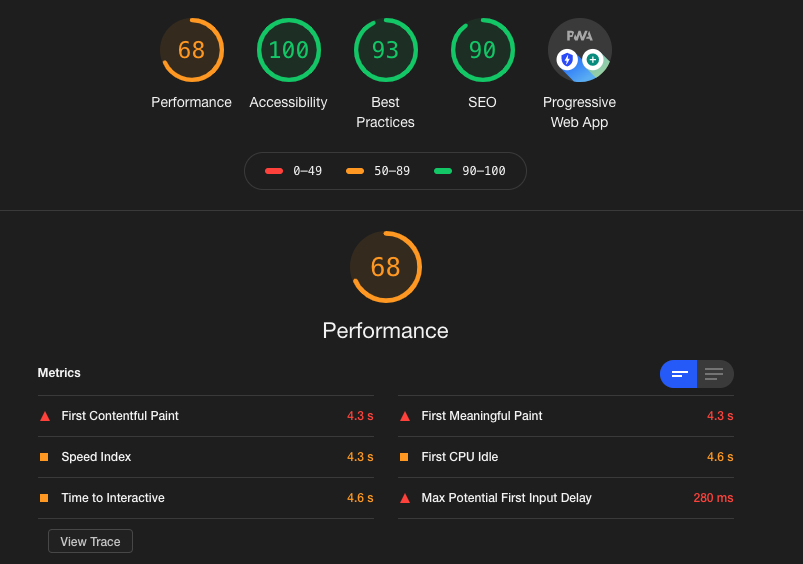 68 100 93 90 PWA
Performance Accessibility Best Practices SEO Progressive Web App
0–49 50–89 90–100
68
Performance
Metrics
First Contentful Paint 4.3 s
First Meaningful Paint 4.3 s
Speed Index 4.3 s
First CPU Idle 4.6 s
Time to Interactive 4.6 s
Max Potential First Input Delay 280 ms
View Trace